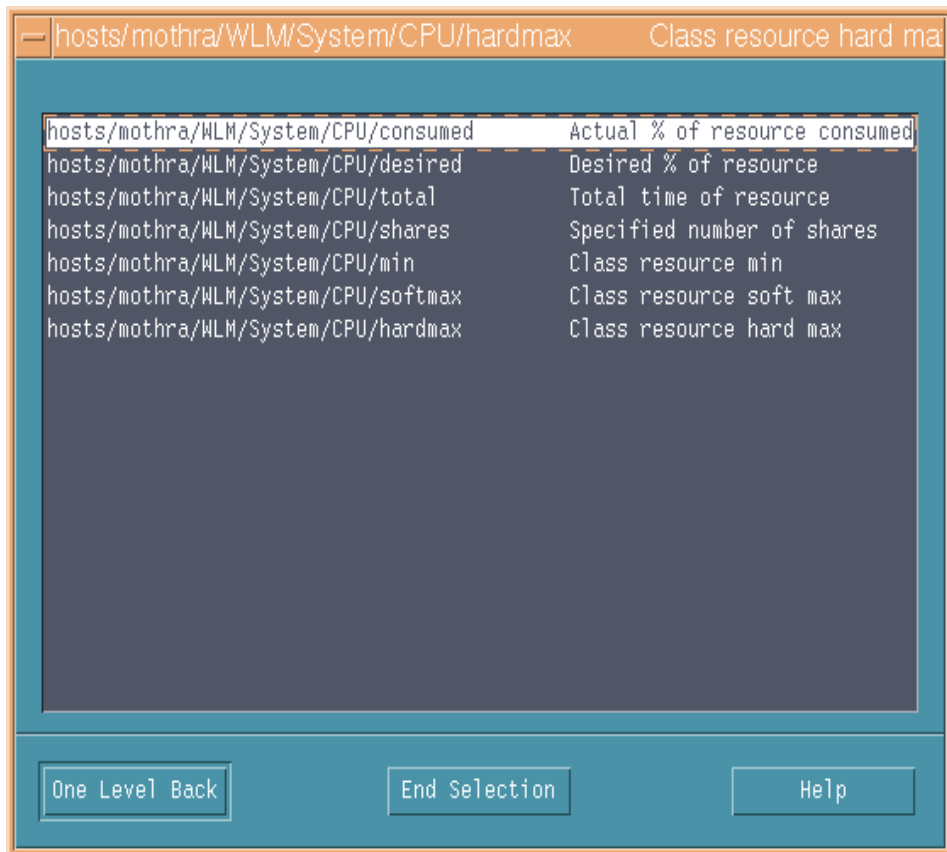 hosts/mothra/WLM/System/CPU/hardmax Class resource hard ma
hosts/mothra/WLM/System/CPU/consumed Actual % of resource consumed
hosts/mothra/WLM/System/CPU/desired Desired % of resource
hosts/mothra/WLM/System/CPU/total Total time of resource
hosts/mothra/WLM/System/CPU/shares Specified number of shares
hosts/mothra/WLM/System/CPU/min Class resource min
hosts/mothra/WLM/System/CPU/softmax Class resource soft max
hosts/mothra/WLM/System/CPU/hardmax Class resource hard max
One Level Back End Selection Help